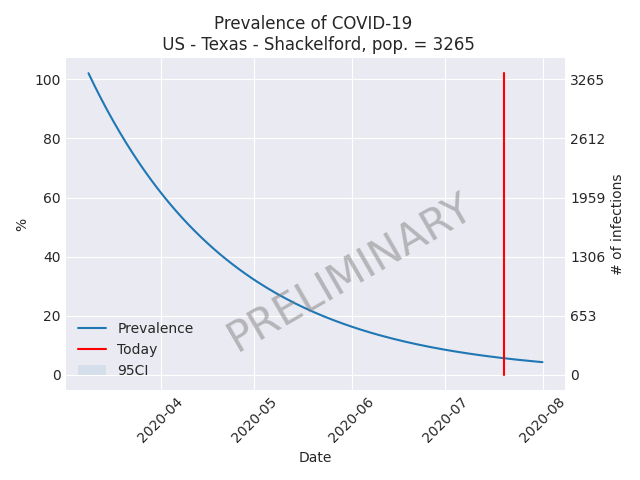 Prevalence of COVID-19
US - Texas - Shackelford, pop. = 3265
100
80
60
40
20
0
%
3265
2612
1959
1306
653
0
# of infections
PRELIMINARY
Prevalence
Today
95CI
2020-04
2020-05
2020-06
2020-07
2020-08
Date